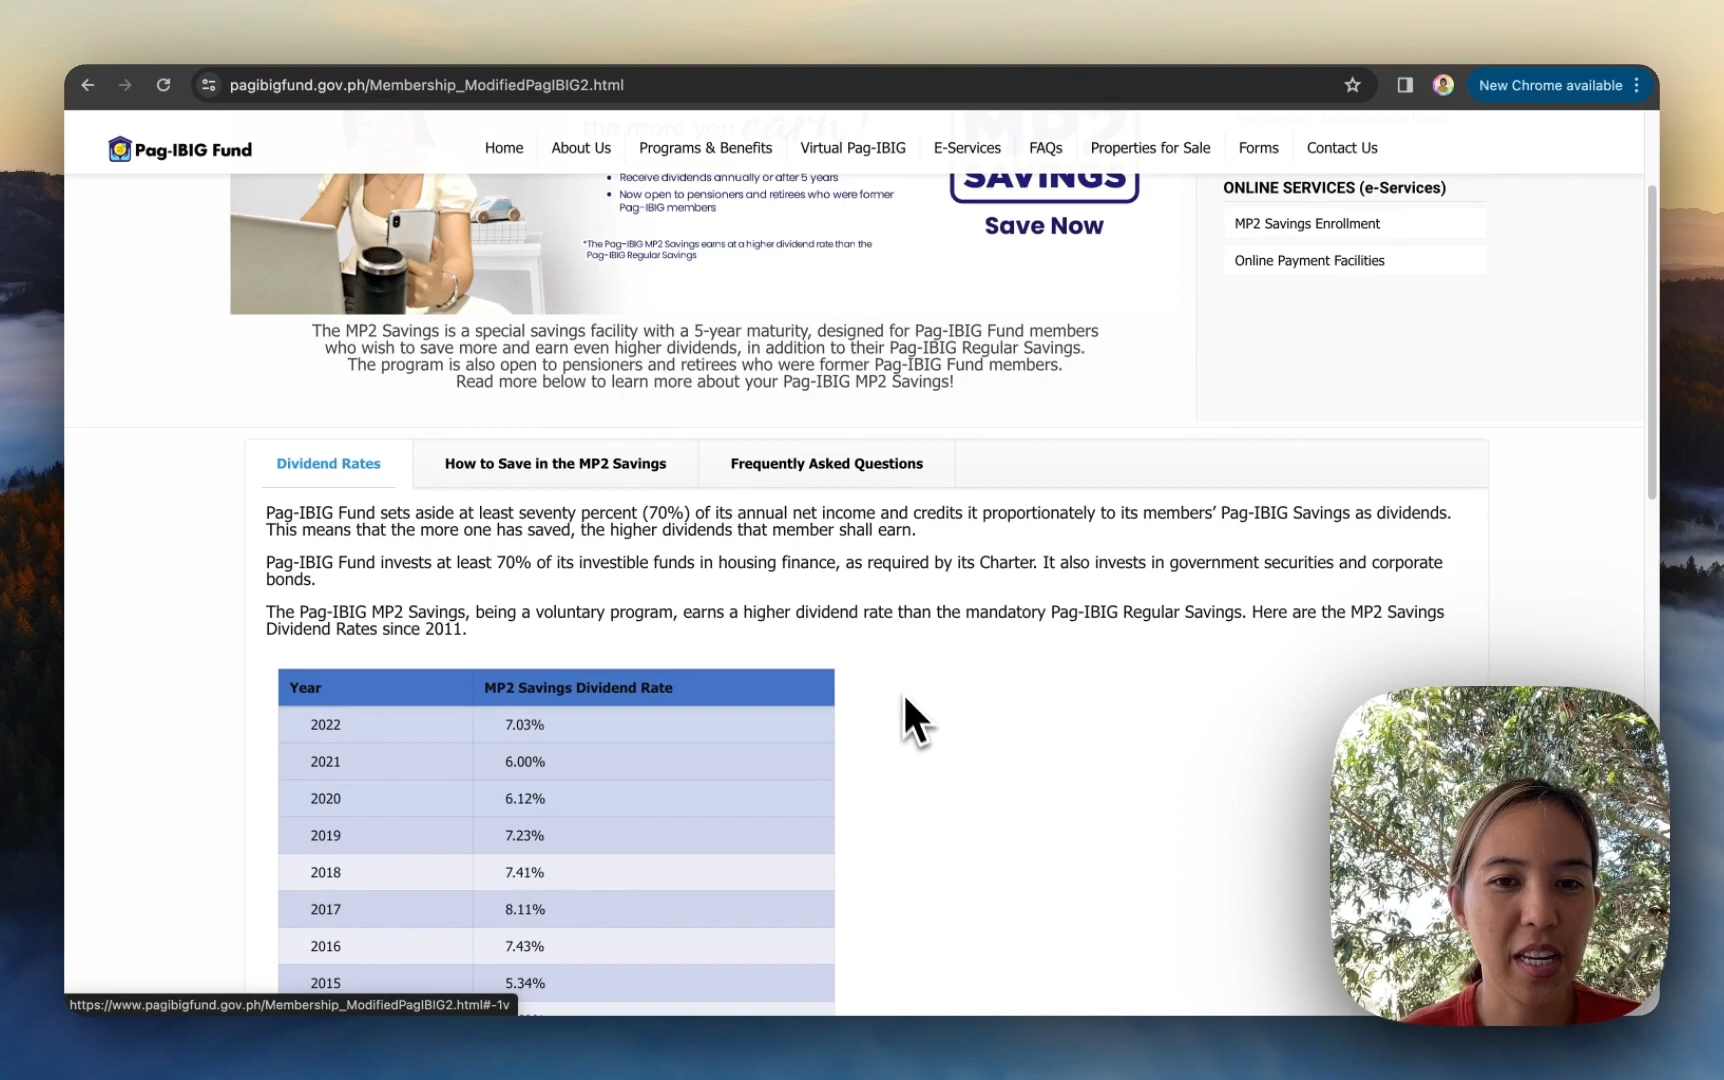 pagibigfund.gov.ph/Membership_ModifiedPagIBIG2.html
New Chrome available
the more you earn!
MP2
Pag-IBIG Fund
Home
About Us
Programs & Benefits
Virtual Pag-IBIG
E-Services
FAQs
Properties for Sale
Forms
Contact Us
• Receive dividends annually or after 5 years
• Now open to pensioners and retirees who were former
Pag-IBIG members
*The Pag-IBIG MP2 Savings earns at a higher dividend rate than the
Pag-IBIG Regular Savings
SAVINGS
Save Now
ONLINE SERVICES (e-Services)
MP2 Savings Enrollment
Online Payment Facilities
The MP2 Savings is a special savings facility with a 5-year maturity, designed for Pag-IBIG Fund members
who wish to save more and earn even higher dividends, in addition to their Pag-IBIG Regular Savings.
The program is also open to pensioners and retirees who were former Pag-IBIG Fund members.
Read more below to learn more about your Pag-IBIG MP2 Savings!
Dividend Rates
How to Save in the MP2 Savings
Frequently Asked Questions
Pag-IBIG Fund sets aside at least seventy percent (70%) of its annual net income and credits it proportionately to its members’ Pag-IBIG Savings as dividends.
This means that the more one has saved, the higher dividends that member shall earn.
Pag-IBIG Fund invests at least 70% of its investible funds in housing finance, as required by its Charter. It also invests in government securities and corporate
bonds.
The Pag-IBIG MP2 Savings, being a voluntary program, earns a higher dividend rate than the mandatory Pag-IBIG Regular Savings. Here are the MP2 Savings
Dividend Rates since 2011.
Year MP2 Savings Dividend Rate
2022 7.03%
2021 6.00%
2020 6.12%
2019 7.23%
2018 7.41%
2017 8.11%
2016 7.43%
2015 5.34%
https://www.pagibigfund.gov.ph/Membership_ModifiedPagIBIG2.html#-1v